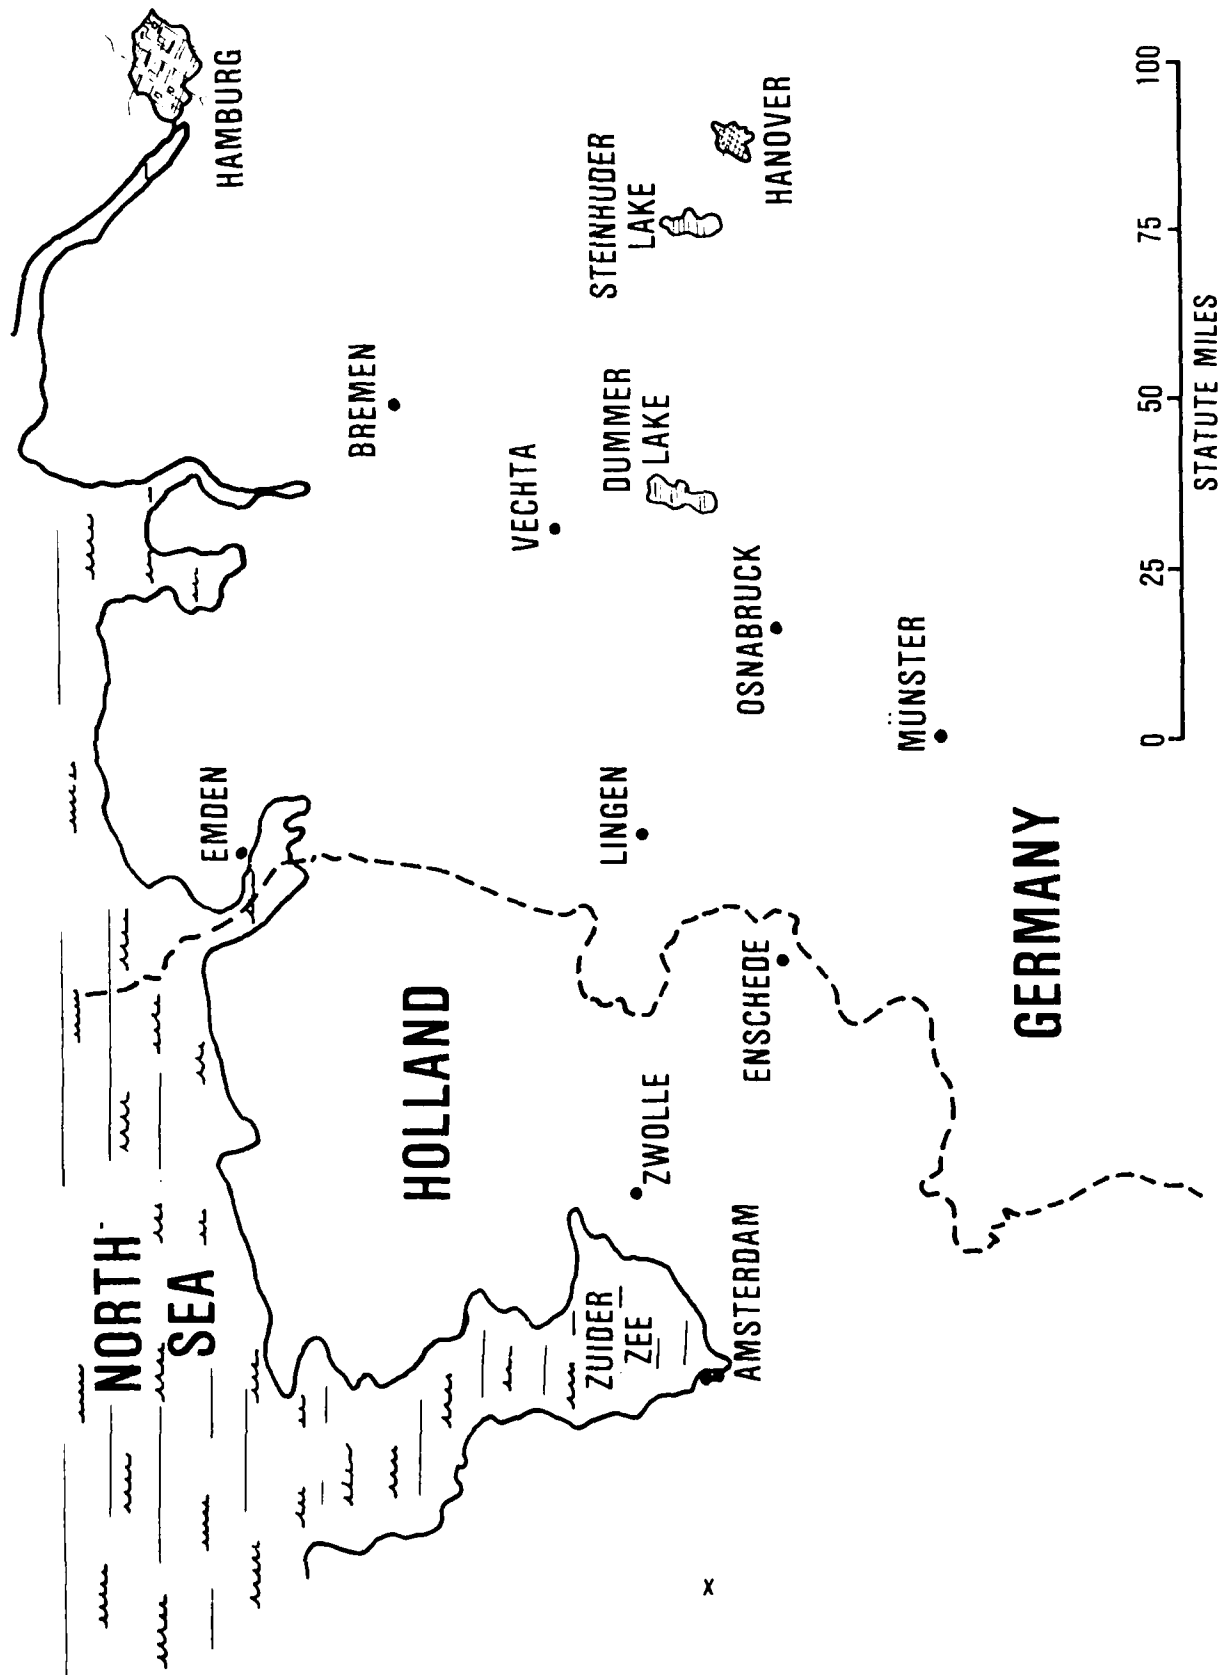 NORTH
SEA
HAMBURG
EMDEN
BREMEN
HOLLAND
VECHTA
STEINHUDER
LAKE
DUMMER
LAKE
LINGEN
ZUIDER
ZEE
ZWOLLE
HANOVER
OSNABRUCK
ENSCHEDE
AMSTERDAM
X
MÜNSTER
GERMANY
0 25 50 75 100
STATUTE MILES